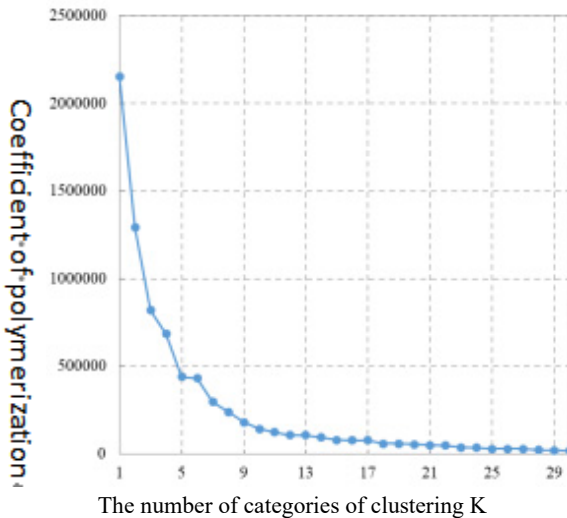 2500000
2000000
1500000
1000000
500000
0
Coefficient of polymerization
1 5 9 13 17 21 25 29
The number of categories of clustering K